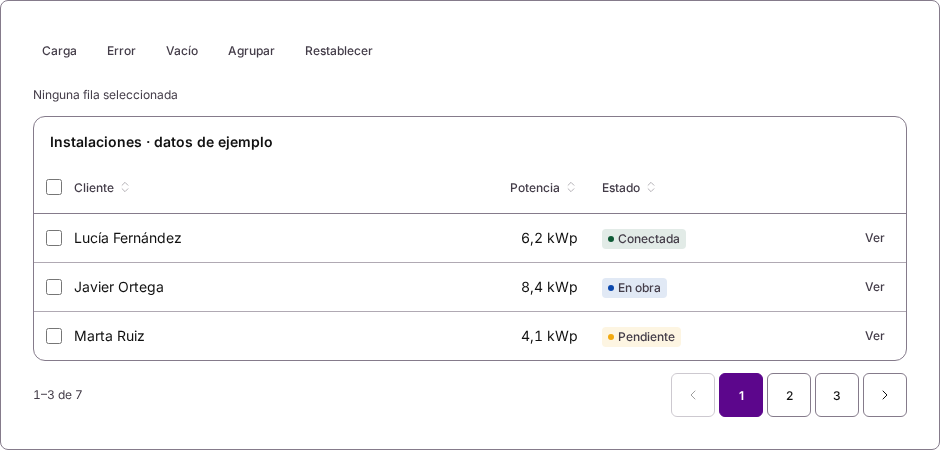 Carga Error Vacío Agrupar Restablecer
Ninguna fila seleccionada
Instalaciones · datos de ejemplo
Cliente Potencia Estado
Lucía Fernández 6,2 kWp Conectada Ver
Javier Ortega 8,4 kWp En obra Ver
Marta Ruiz 4,1 kWp Pendiente Ver
1–3 de 7 1 2 3